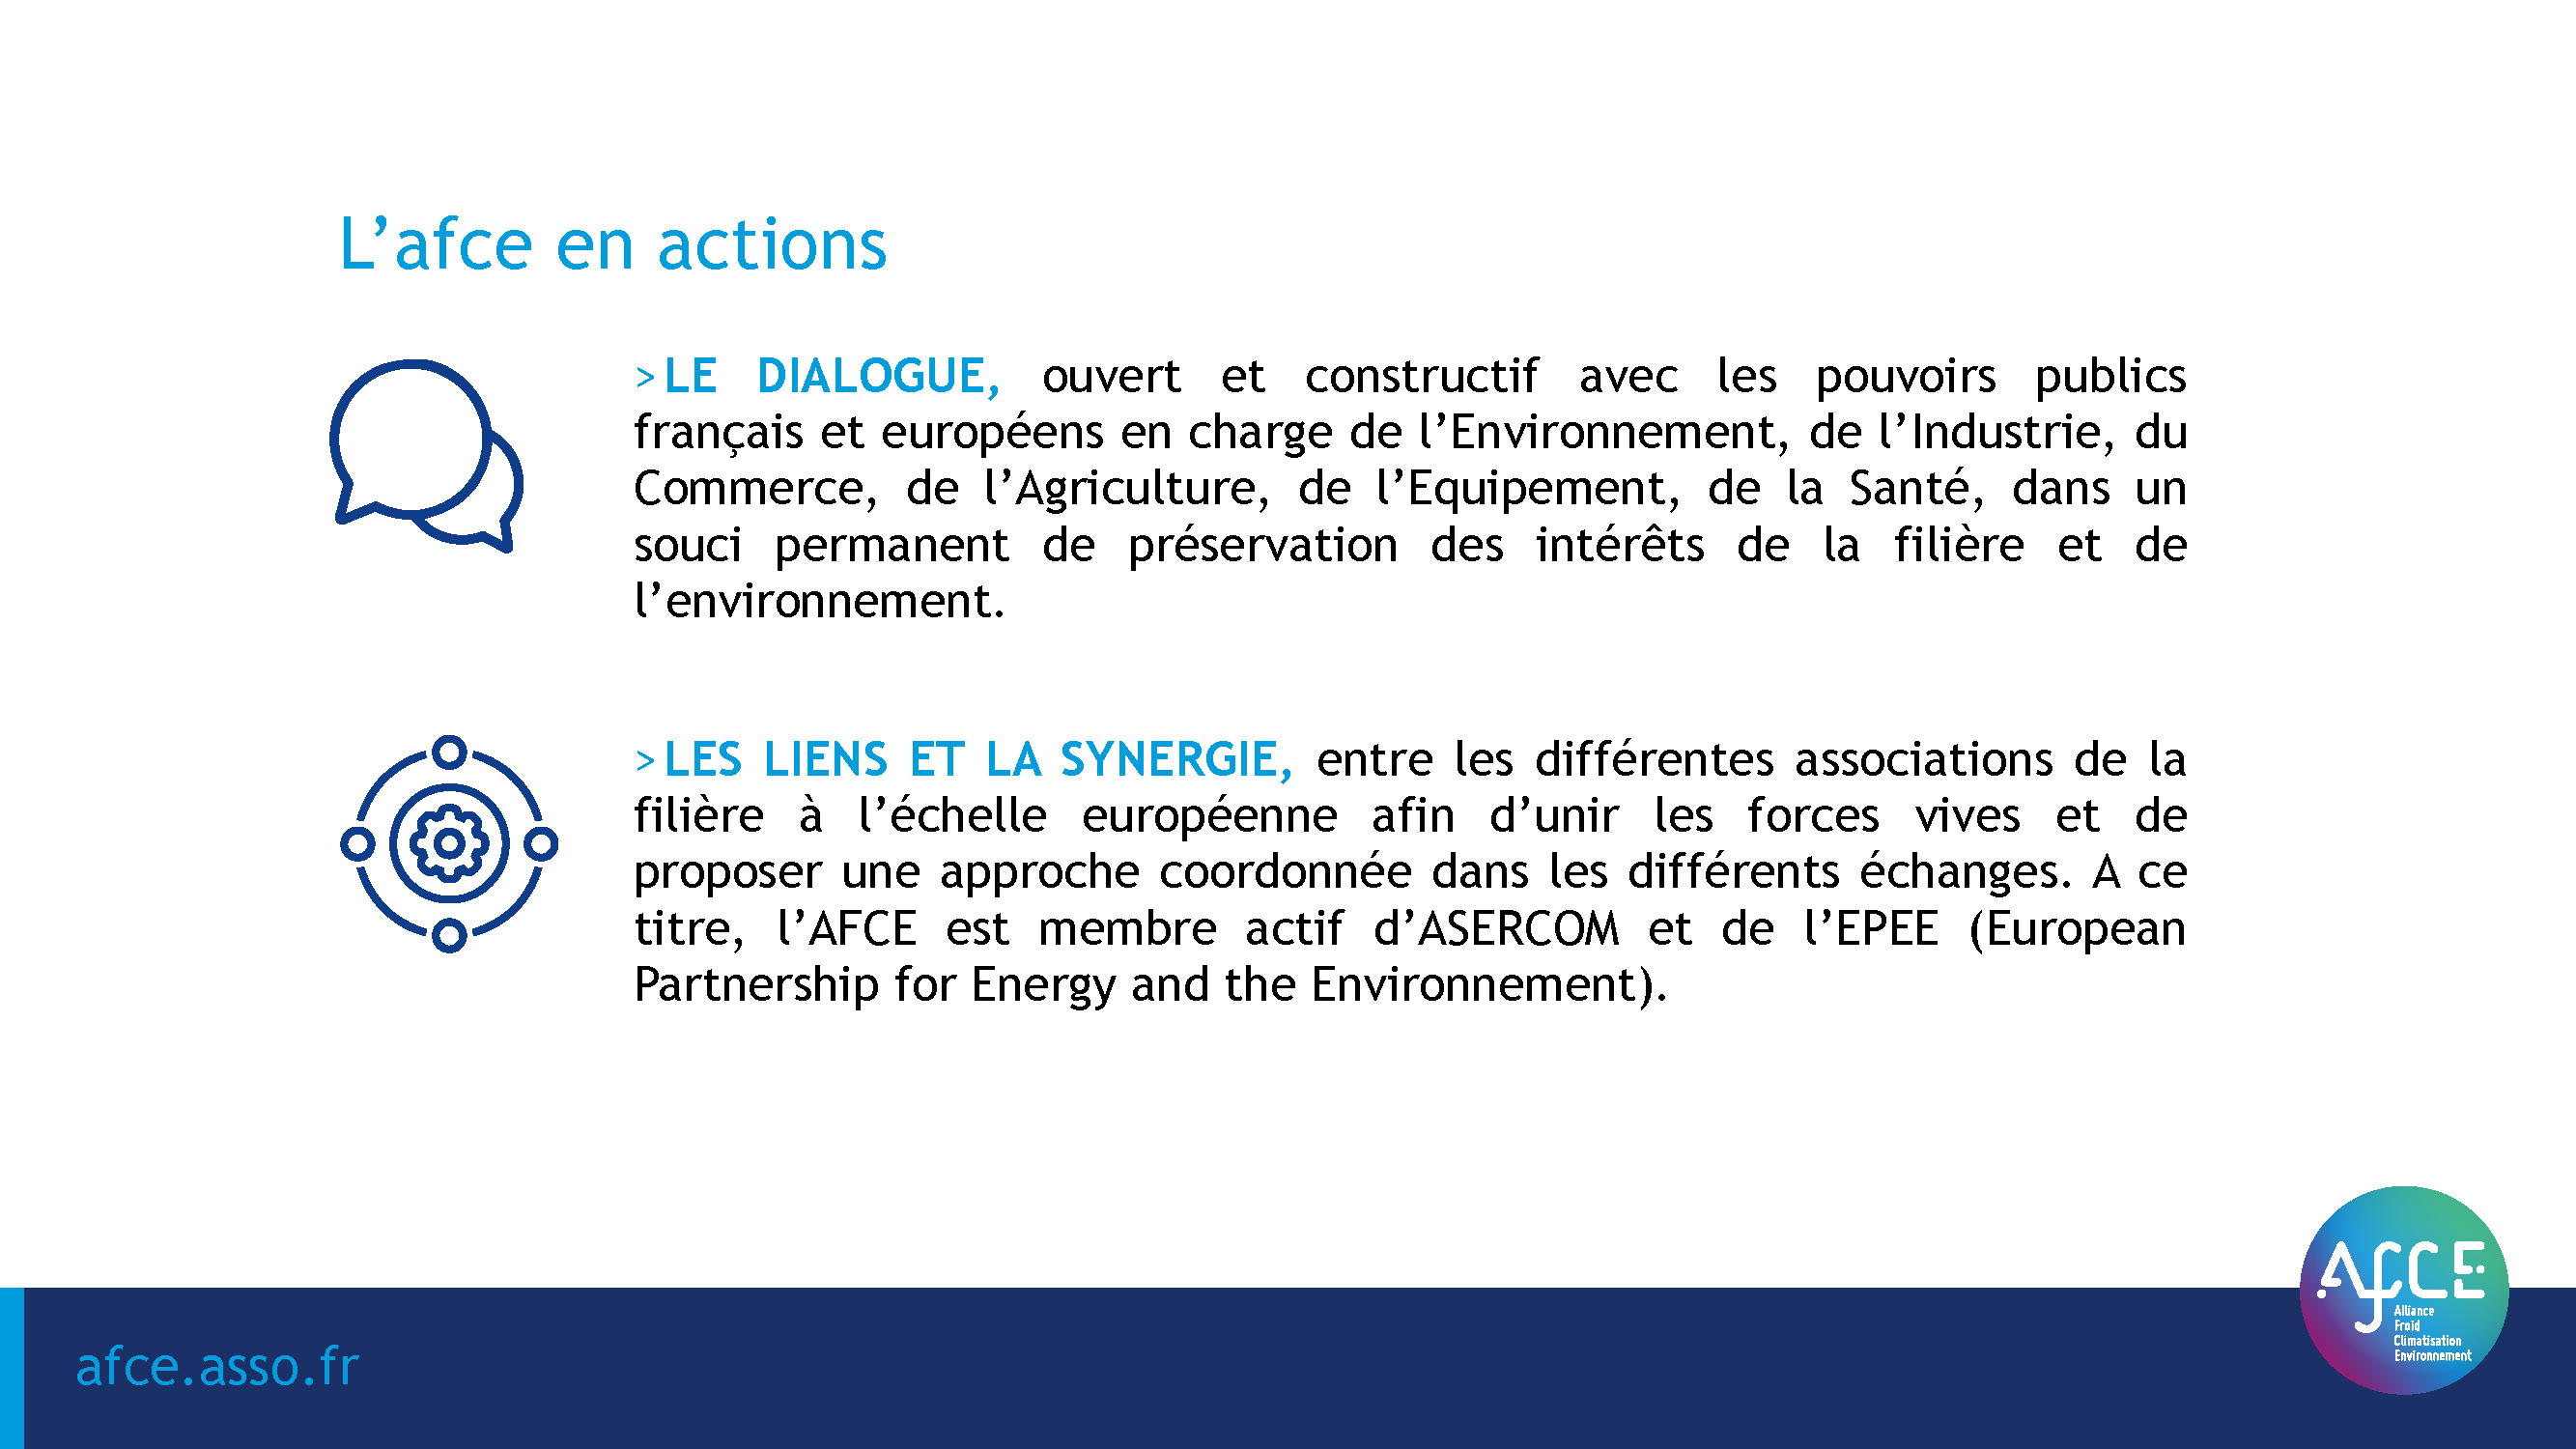 L’afce en actions
> LE DIALOGUE, ouvert et constructif avec les pouvoirs publics
français et européens en charge de l’Environnement, de l’Industrie, du
Commerce, de l’Agriculture, de l’Equipement, de la Santé, dans un
souci permanent de préservation des intérêts de la filière et de
l’environnement.
> LES LIENS ET LA SYNERGIE, entre les différentes associations de la
filière à l’échelle européenne afin d’unir les forces vives et de
proposer une approche coordonnée dans les différents échanges. A ce
titre, l’AFCE est membre actif d’ASERCOM et de l’EPEE (European
Partnership for Energy and the Environnement).
AFCE
Alliance
Froid
Climatisation
Environnement
afce.asso.fr